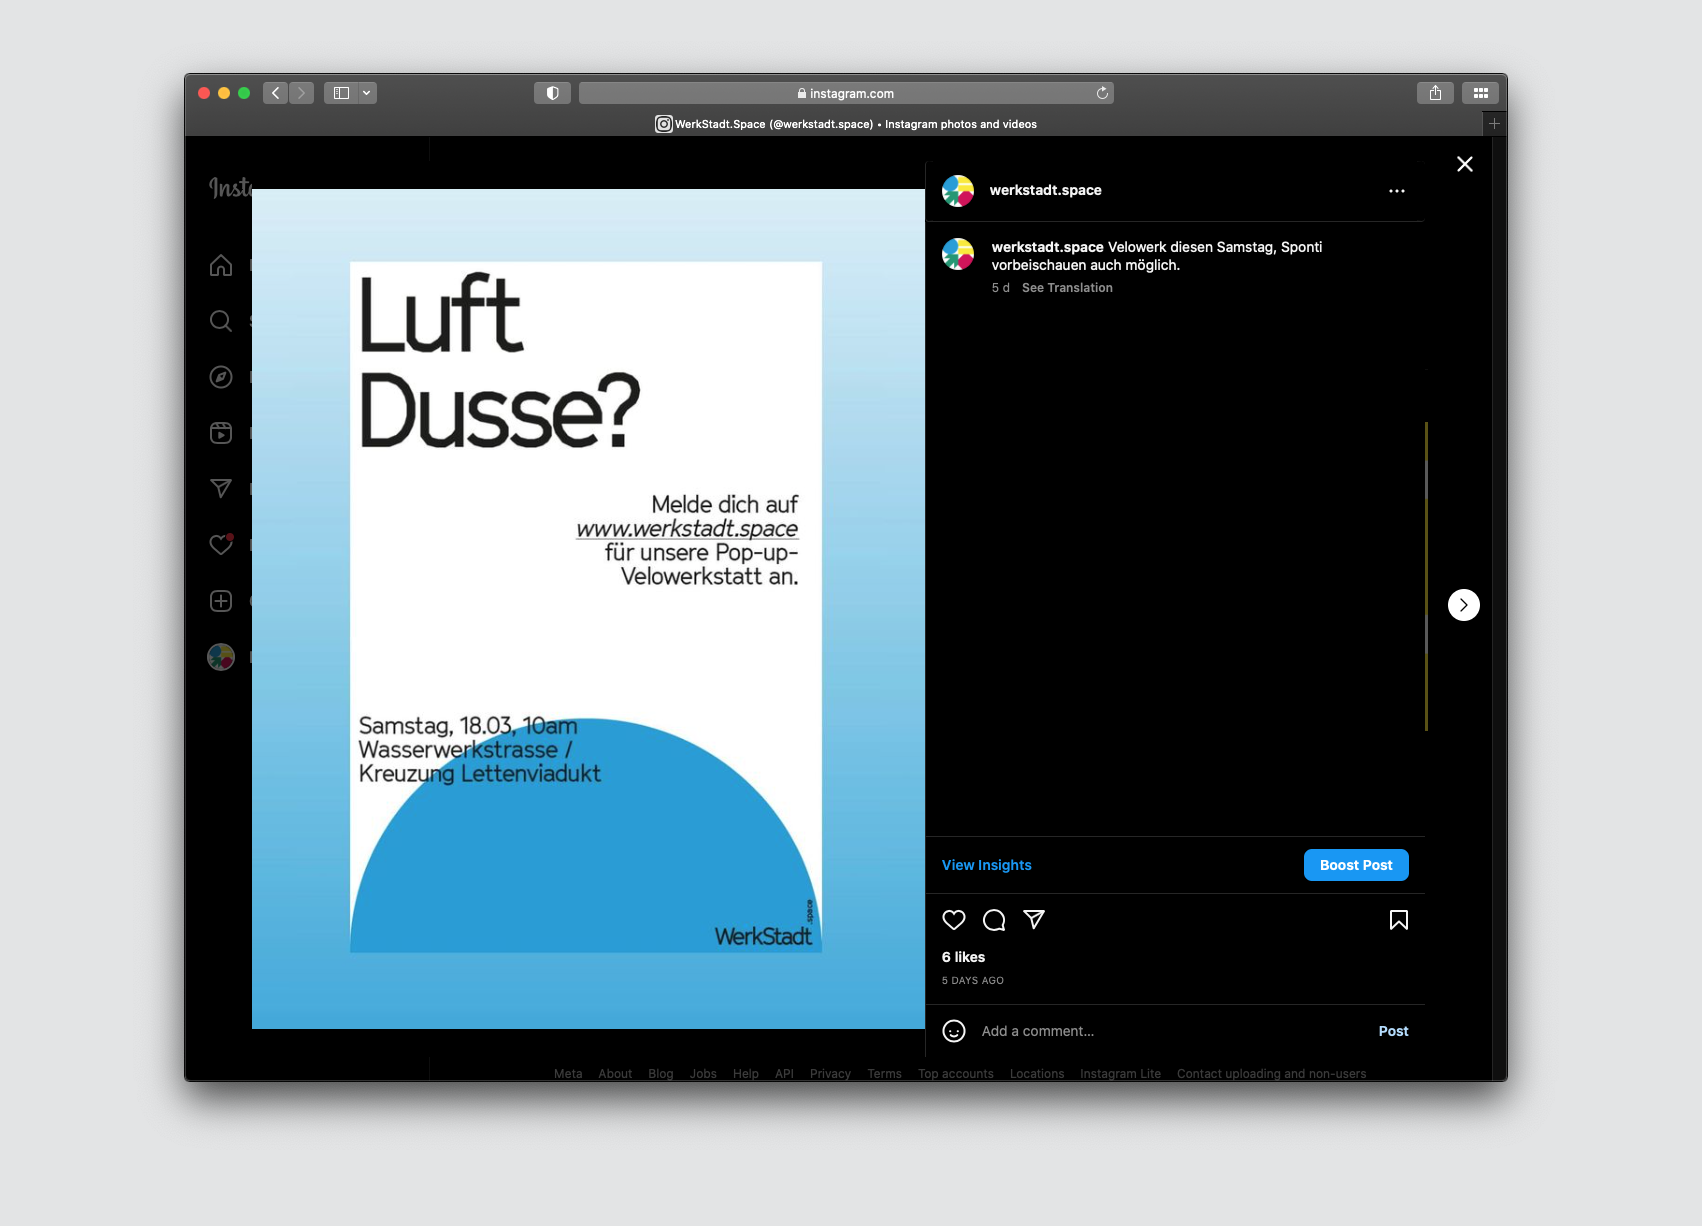 instagram.com
WerkStadt.Space (@werkstadt.space) • Instagram photos and videos
Luft
Dusse?
Melde dich auf
www.werkstadt.space
für unsere Pop-up-
Velowerkstatt an.
Samstag, 18.03, 10am
Wasserwerkstrasse /
Kreuzung Lettenviadukt
WerkStadt
.space
werkstadt.space
werkstadt.space Velowerk diesen Samstag, Sponti
vorbeischauen auch möglich.
5 d See Translation
View Insights
Boost Post
6 likes
5 DAYS AGO
Add a comment...
Post
Meta About Blog Jobs Help API Privacy Terms Top accounts Locations Instagram Lite Contact uploading and non-users